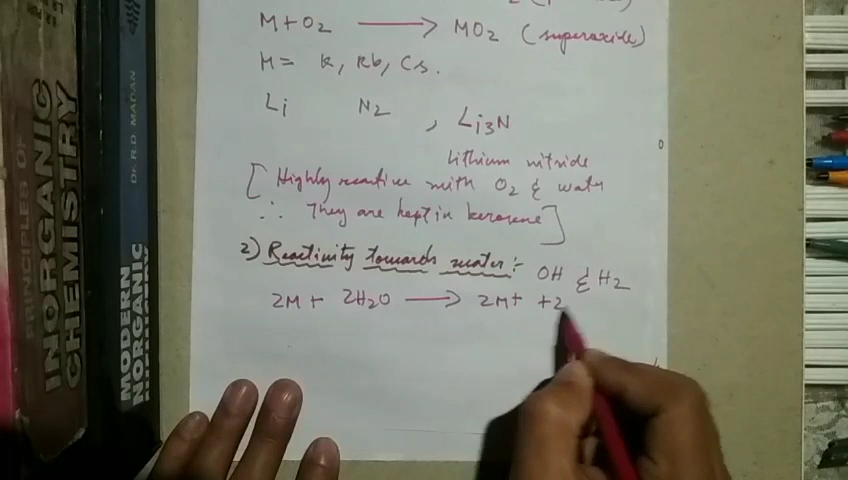 M+O2 → MO2 (superoxide)
M= K, Rb, Cs.
Li N2 , Li3N
Lithium nitride
[Highly reactive with O2 & water
∴ They are kept in kerosene]
2) Reactivity towards water:-
OH & H2
2M + 2H2O → 2M+ +2
PRINCIPLES OF
INORGANIC
CHEMISTRY
MODERN
INORGANIC
Dr. R.D. MADAN